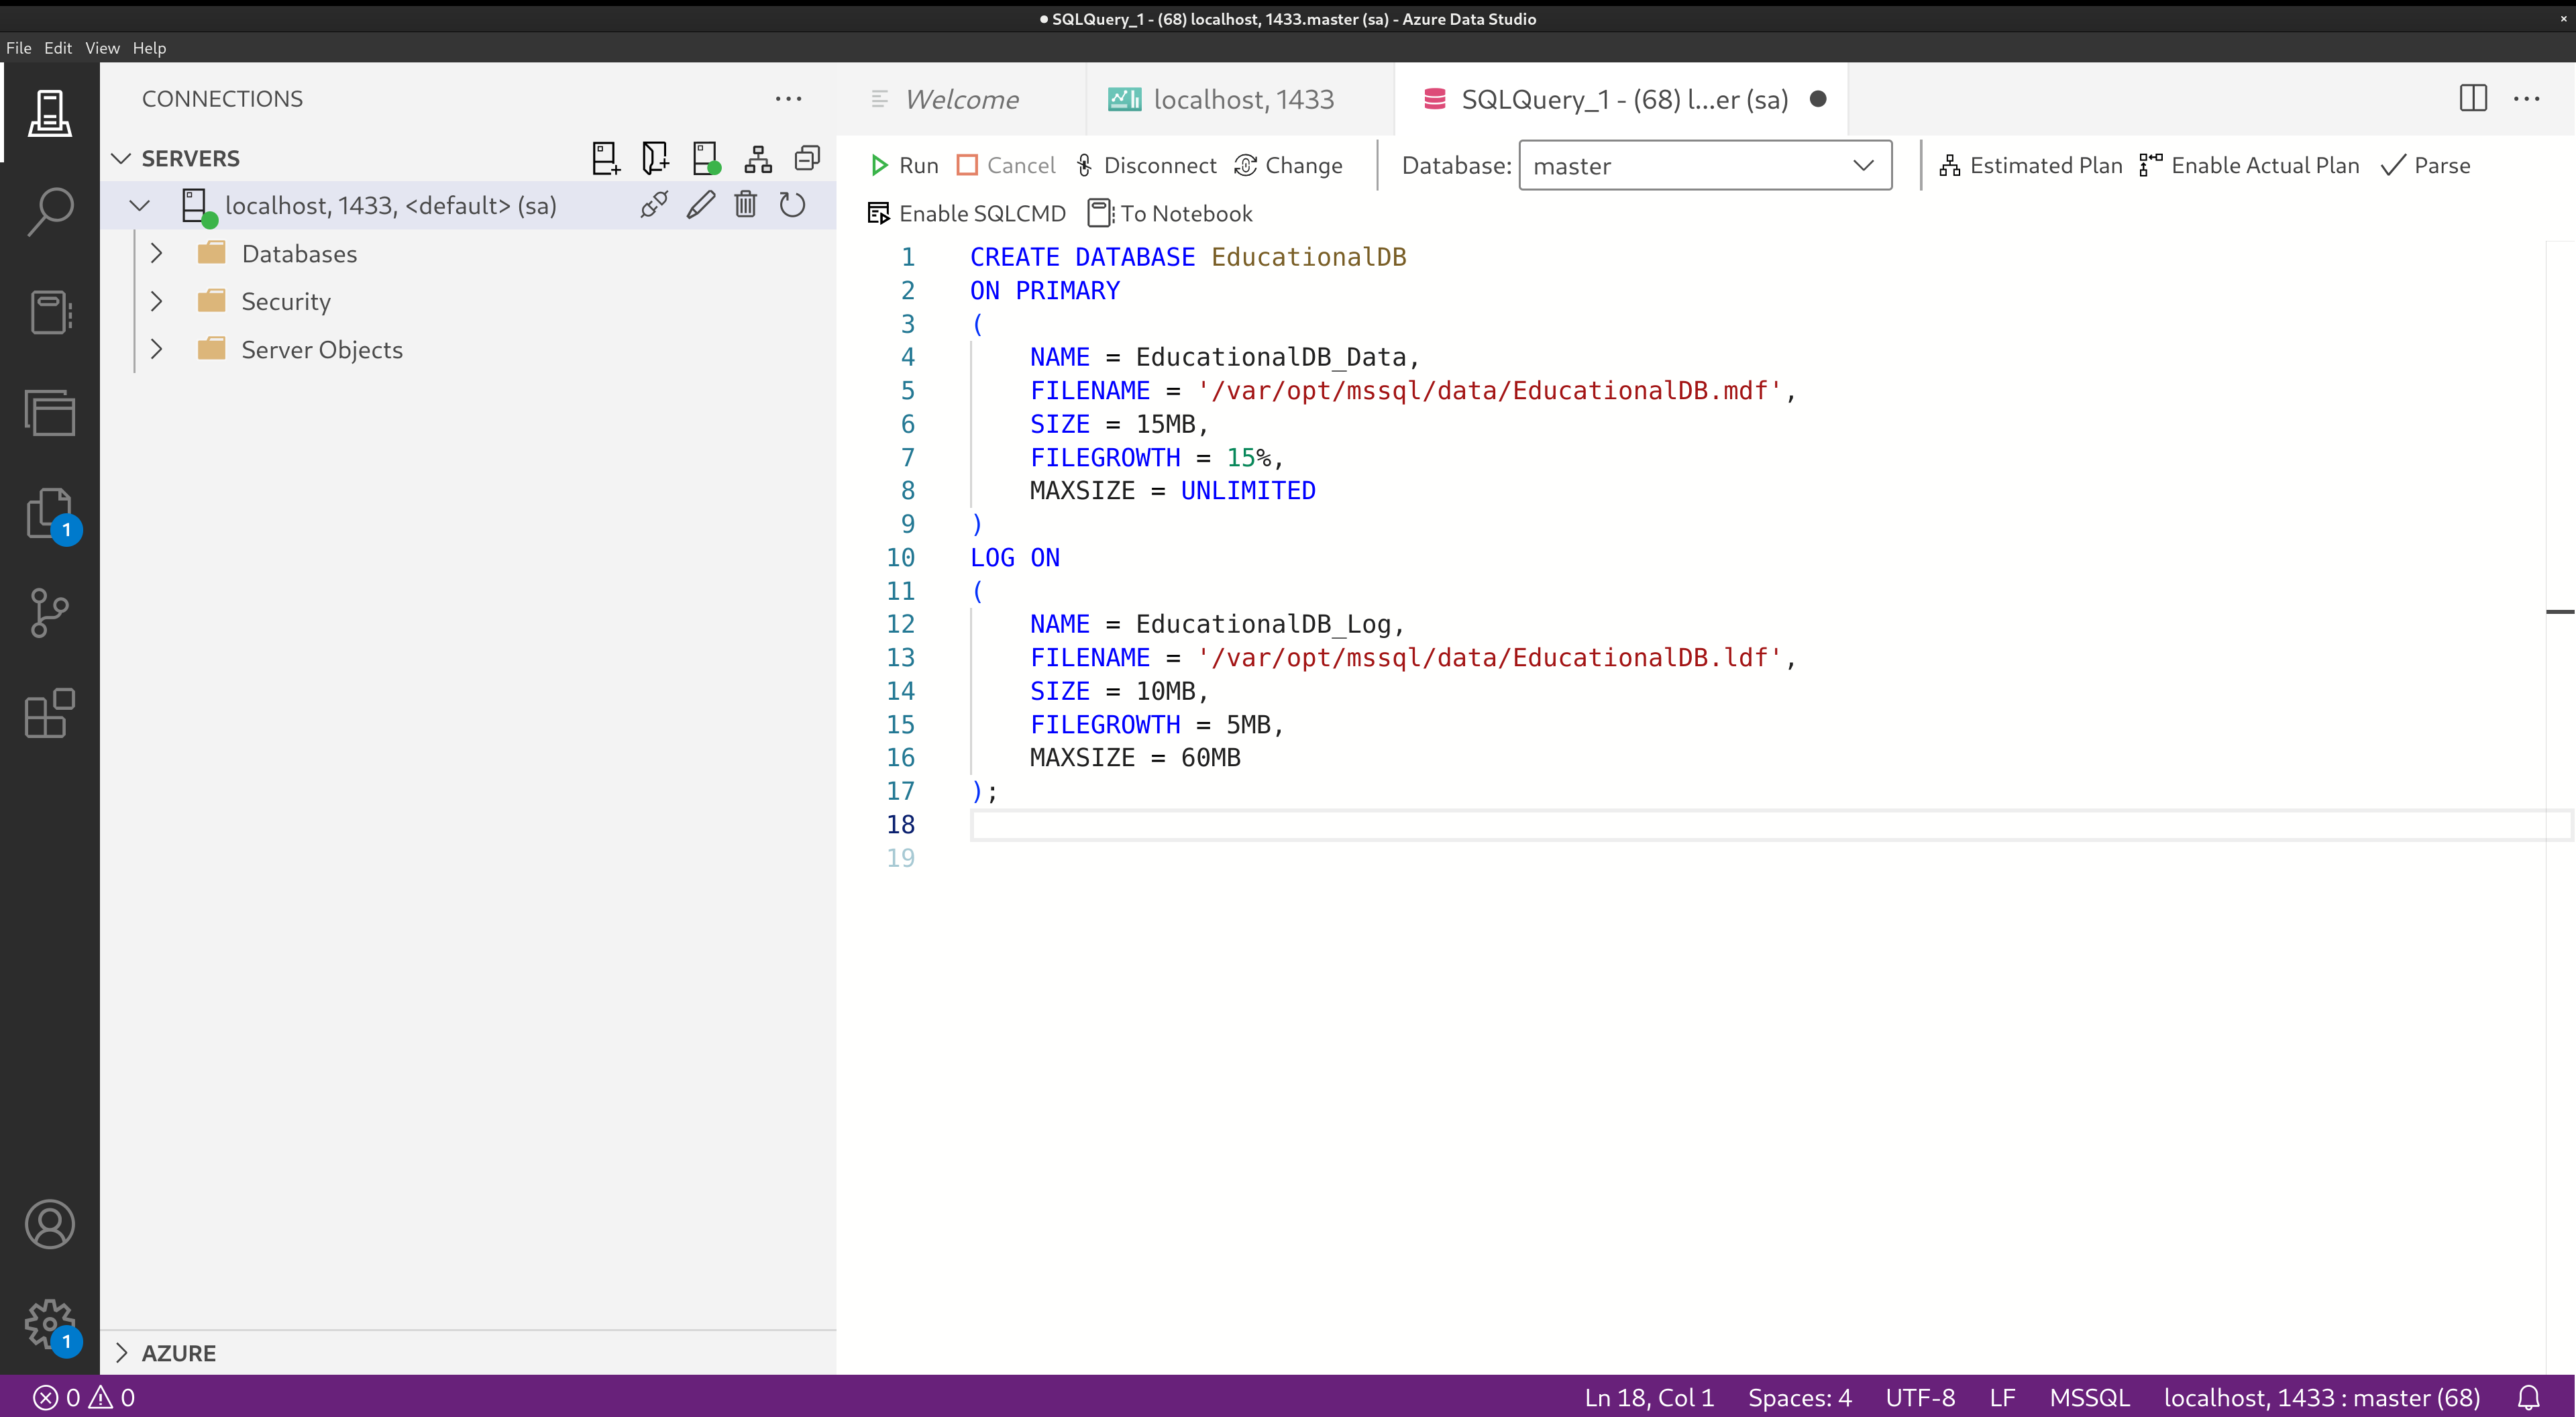 ● SQLQuery_1 - (68) localhost, 1433.master (sa) - Azure Data Studio
File Edit View Help
CONNECTIONS
SERVERS
localhost, 1433, <default> (sa)
Databases
Security
Server Objects
AZURE
1
1
Welcome
localhost, 1433
SQLQuery_1 - (68) l...er (sa) ●
Run Cancel Disconnect Change Database: master Estimated Plan Enable Actual Plan Parse
Enable SQLCMD To Notebook
1 CREATE DATABASE EducationalDB
2 ON PRIMARY
3 (
4     NAME = EducationalDB_Data,
5     FILENAME = '/var/opt/mssql/data/EducationalDB.mdf',
6     SIZE = 15MB,
7     FILEGROWTH = 15%,
8     MAXSIZE = UNLIMITED
9 )
10 LOG ON
11 (
12     NAME = EducationalDB_Log,
13     FILENAME = '/var/opt/mssql/data/EducationalDB.ldf',
14     SIZE = 10MB,
15     FILEGROWTH = 5MB,
16     MAXSIZE = 60MB
17 );
18
19
0 0 Ln 18, Col 1 Spaces: 4 UTF-8 LF MSSQL localhost, 1433 : master (68)